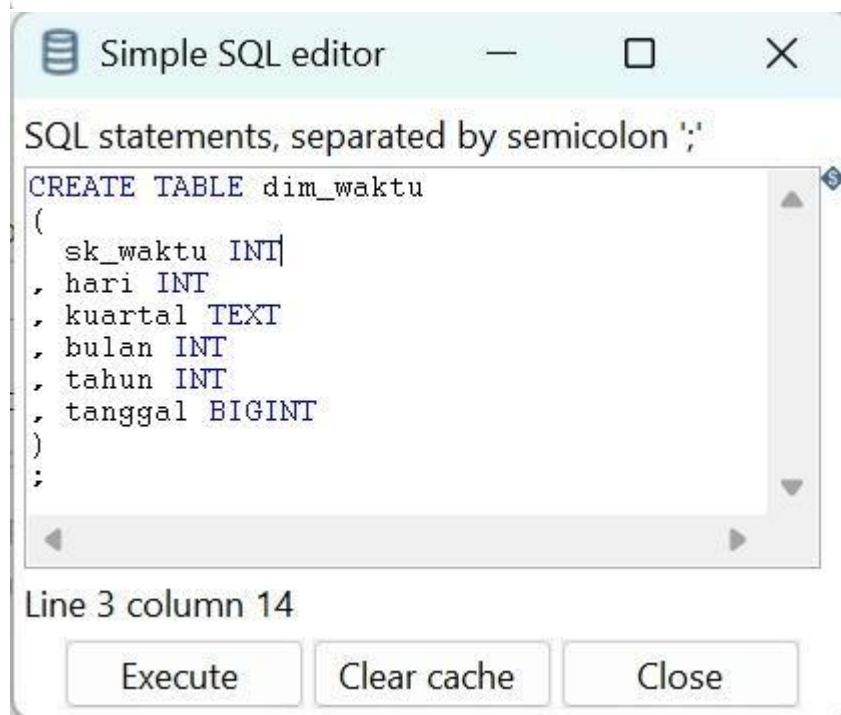 Simple SQL editor
SQL statements, separated by semicolon ';'
CREATE TABLE dim_waktu
(
  sk_waktu INT
, hari INT
, kuartal TEXT
, bulan INT
, tahun INT
, tanggal BIGINT
)
;
Line 3 column 14
Execute
Clear cache
Close